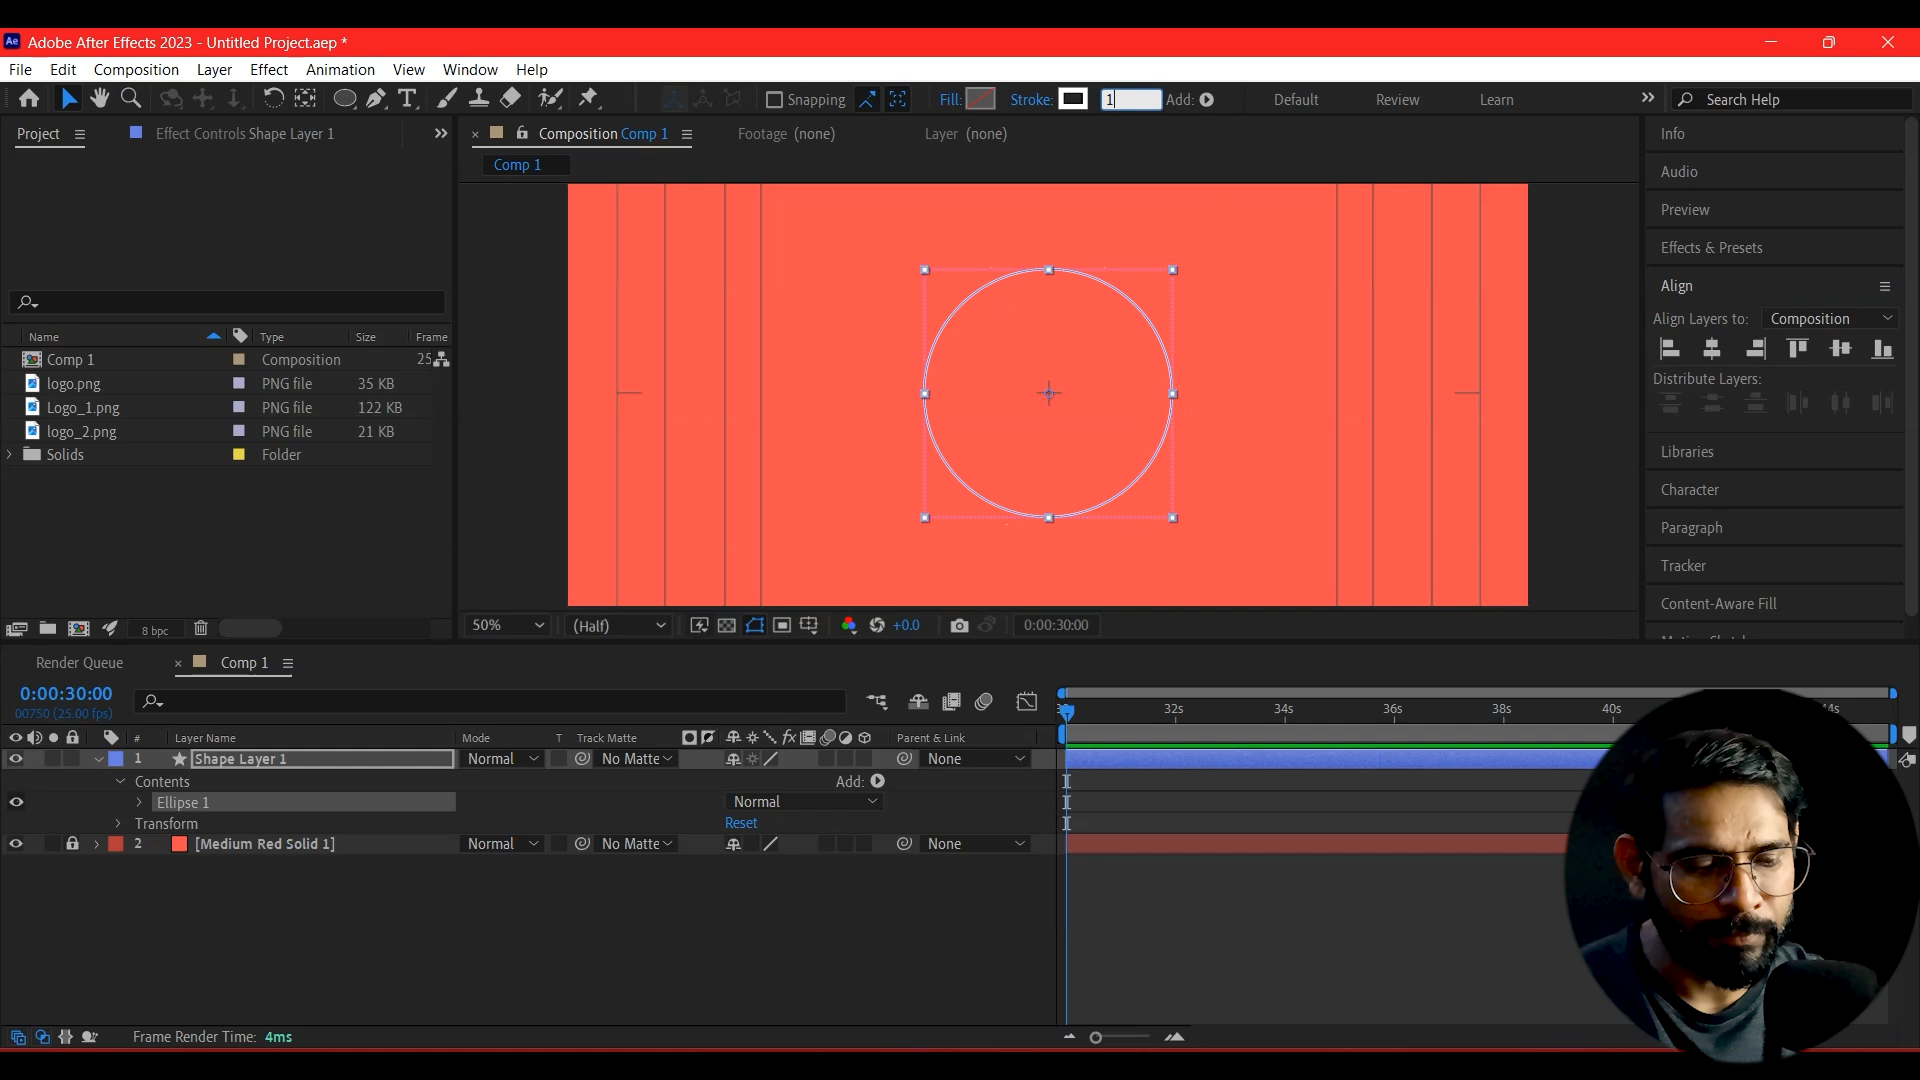 Ae Adobe After Effects 2023 - Untitled Project.aep *
File Edit Composition Layer Effect Animation View Window Help
T Snapping Fill: Stroke: 1 Add: Default Review Learn » Search Help
Project Effect Controls Shape Layer 1 » × Composition Comp 1 Footage (none) Layer (none) Info
Comp 1
Audio
Preview
Effects & Presets
Align
Align Layers to: Composition
Name Type Size Frame
Comp 1 Composition 25
logo.png PNG file 35 KB
Distribute Layers:
Logo_1.png PNG file 122 KB
logo_2.png PNG file 21 KB
Solids Folder
Libraries
Character
Paragraph
Tracker
Content-Aware Fill
8 bpc 50% (Half) +0.0 0:00:30:00
Render Queue × Comp 1
0:00:30:00
00750 (25.00 fps)
32s 34s 36s 38s 40s
# Layer Name Mode T Track Matte fx Parent & Link
1 Shape Layer 1 Normal No Matte None
Contents Add:
Ellipse 1 Normal
Transform Reset
2 [Medium Red Solid 1] Normal No Matte None
Frame Render Time: 4ms